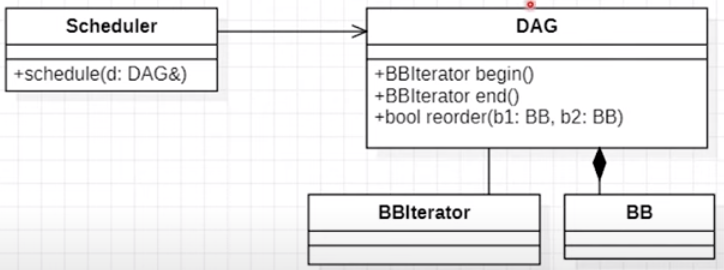 Scheduler
+schedule(d: DAG&)
DAG
+BBIterator begin()
+BBIterator end()
+bool reorder(b1: BB, b2: BB)
BBIterator
BB